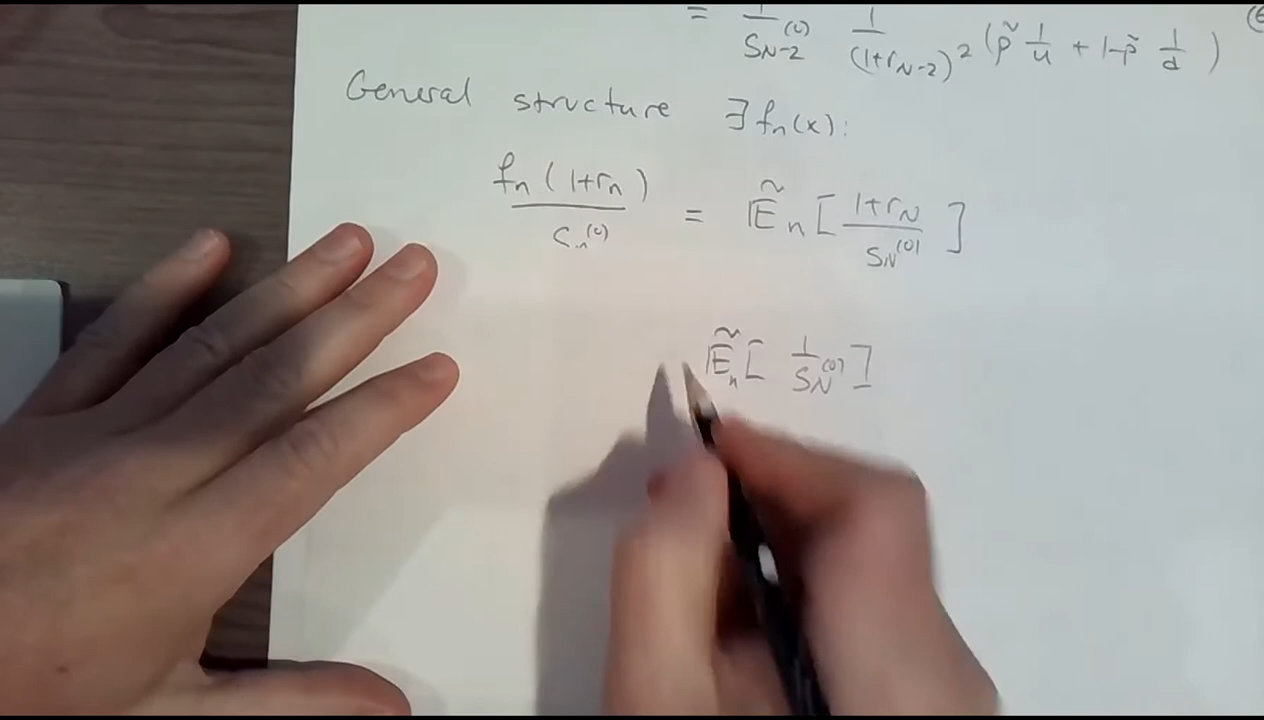 = 1/S_{N-2}^{(0)} 1/(1+r_{N-2})^2 (p̃ 1/u + 1-p̃ 1/d)
General structure ∃ f_n(x):
f_n(1+r_n)/S_n^{(0)} = Ẽ_n[(1+r_N)/S_N^{(0)}]
Ẽ_n[1/S_N^{(0)}]